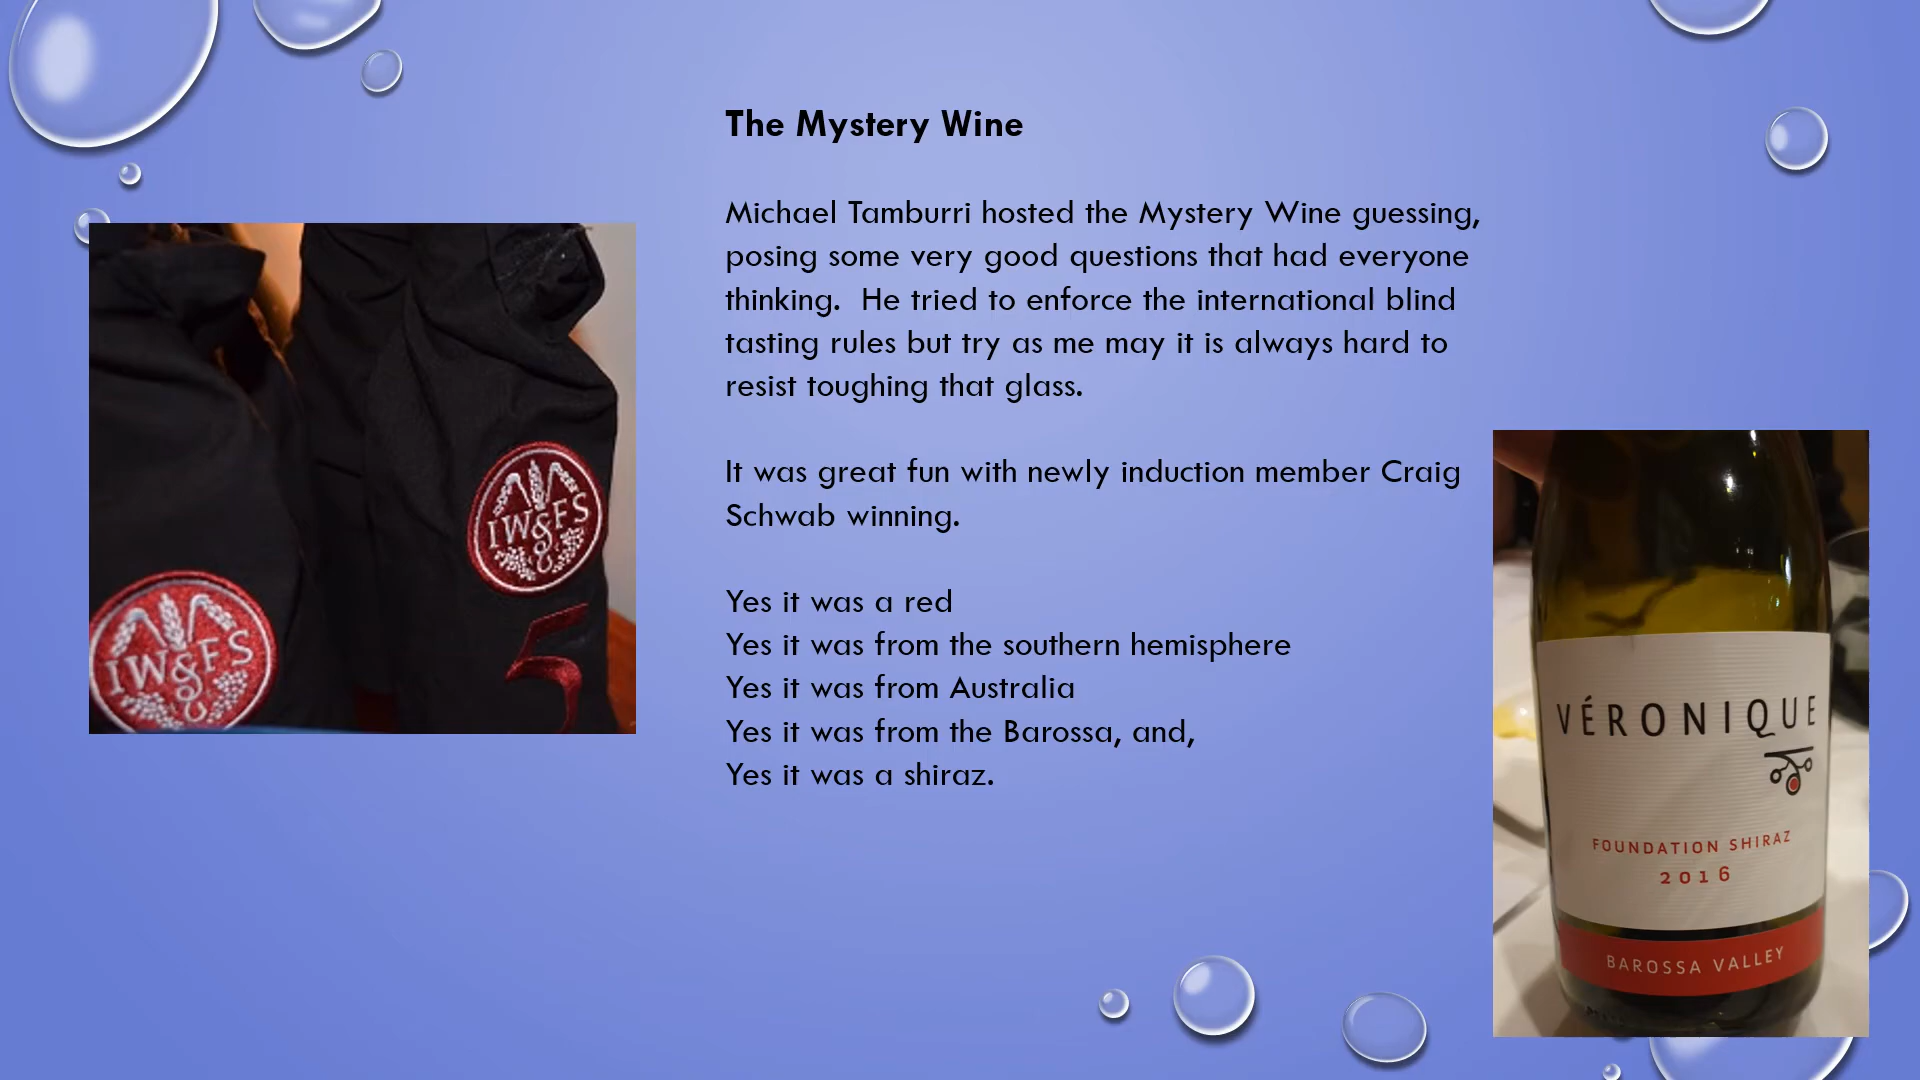 The Mystery Wine
Michael Tamburri hosted the Mystery Wine guessing,
posing some very good questions that had everyone
thinking.  He tried to enforce the international blind
tasting rules but try as me may it is always hard to
resist toughing that glass.
It was great fun with newly induction member Craig
Schwab winning.
Yes it was a red
Yes it was from the southern hemisphere
Yes it was from Australia
Yes it was from the Barossa, and,
Yes it was a shiraz.
IW&FS
IW&FS
5
VÉRONIQUE
FOUNDATION SHIRAZ
2016
BAROSSA VALLEY